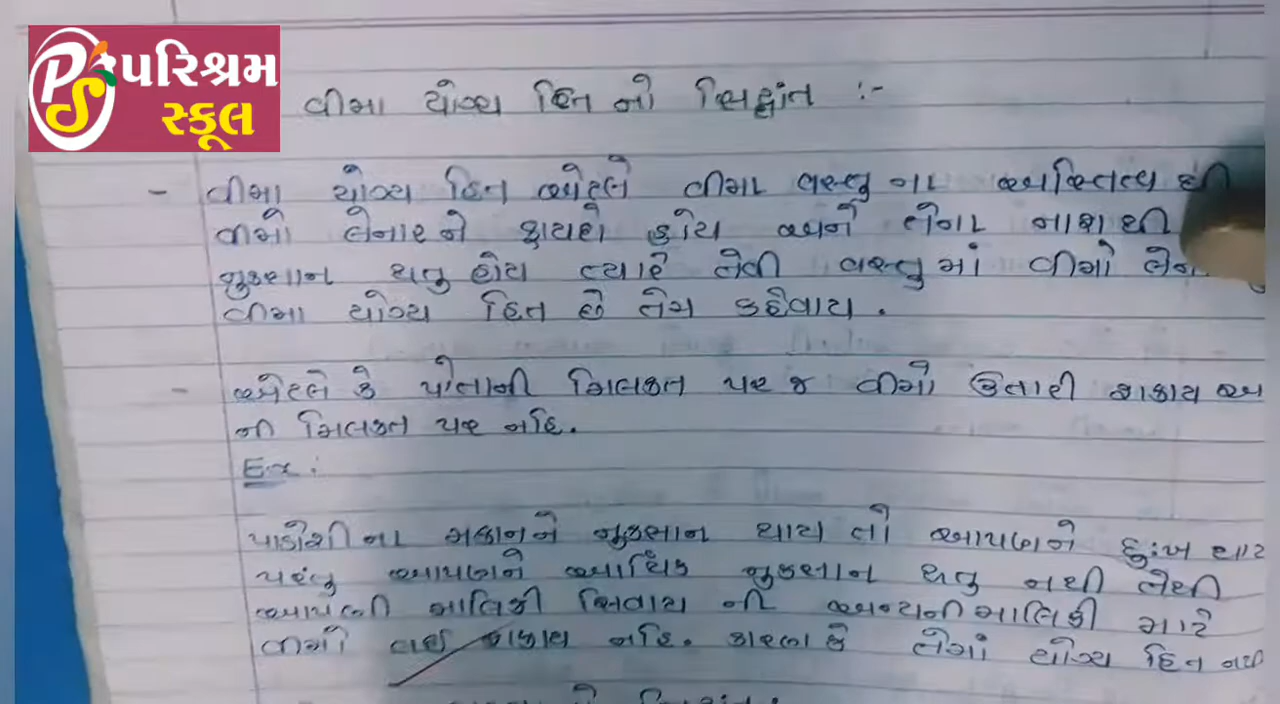 PS પરિશ્રમ
સ્કૂલ
વીમા યોગ્ય હિત નો સિદ્ધાંત :-
- વીમા યોગ્ય હિત એટલે વીમા વસ્તુ ના અસ્તિત્વ થી
વીમો લેનારને ફાયદો હોય અને તેના નાશ થી
નુકસાન થતુ હોય ત્યારે તેવી વસ્તુ માં વીમો
વીમા યોગ્ય હિત છે તેમ કહેવાય .
- એટલે કે પોતાની મિલકત પર જ વીમો ઉતારી શકાય
ની મિલકત પર નહિ.
Ex :
પાડોશી ના મકાનને નુકસાન થાય તો આપણને દુઃખ થાય
પરંતુ આપણને આર્થિક નુકસાન થતુ નથી તેથી
આપણી માલિકી સિવાય ની અન્યની માલિકી માટે
વીમો લઈ શકાય નહિ. કારણ કે તેમાં યોગ્ય હિત નથી